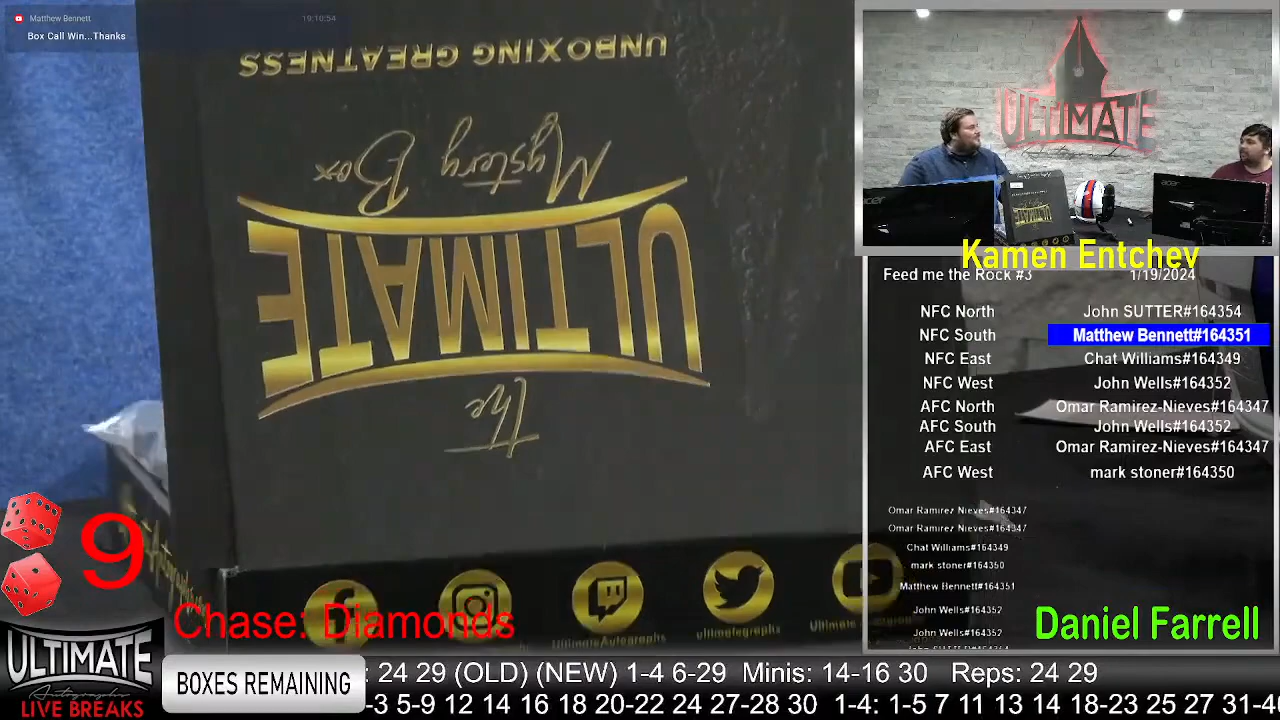 Matthew Bennett
19:10:54
Box Call Win...Thanks
UNBOXING GREATNESS
Mystery Box
ULTIMATE
The
ULTIMATE
acer
acer
Kamen Entchev
Feed me the Rock #3 1/19/2024
NFC North John SUTTER#164354
NFC South Matthew Bennett#164351
NFC East Chat Williams#164349
NFC West John Wells#164352
AFC North Omar Ramirez-Nieves#164347
AFC South John Wells#164352
AFC East Omar Ramirez-Nieves#164347
AFC West mark stoner#164350
Omar Ramirez Nieves#164347
Omar Ramirez Nieves#164347
Chat Williams#164349
mark stoner#164350
Matthew Bennett#164351
John Wells#164352
John Wells#164352
Daniel Farrell
9
Chase: Diamonds
UltimateAutographs
ultimategraphs
ULTIMATE
Autographs
LIVE BREAKS
BOXES REMAINING
: 24 29 (OLD) (NEW) 1-4 6-29 Minis: 14-16 30 Reps: 24 29
-3 5-9 12 14 16 18 20-22 24 27-28 30 1-4: 1-5 7 11 13 14 18-23 25 27 31-4